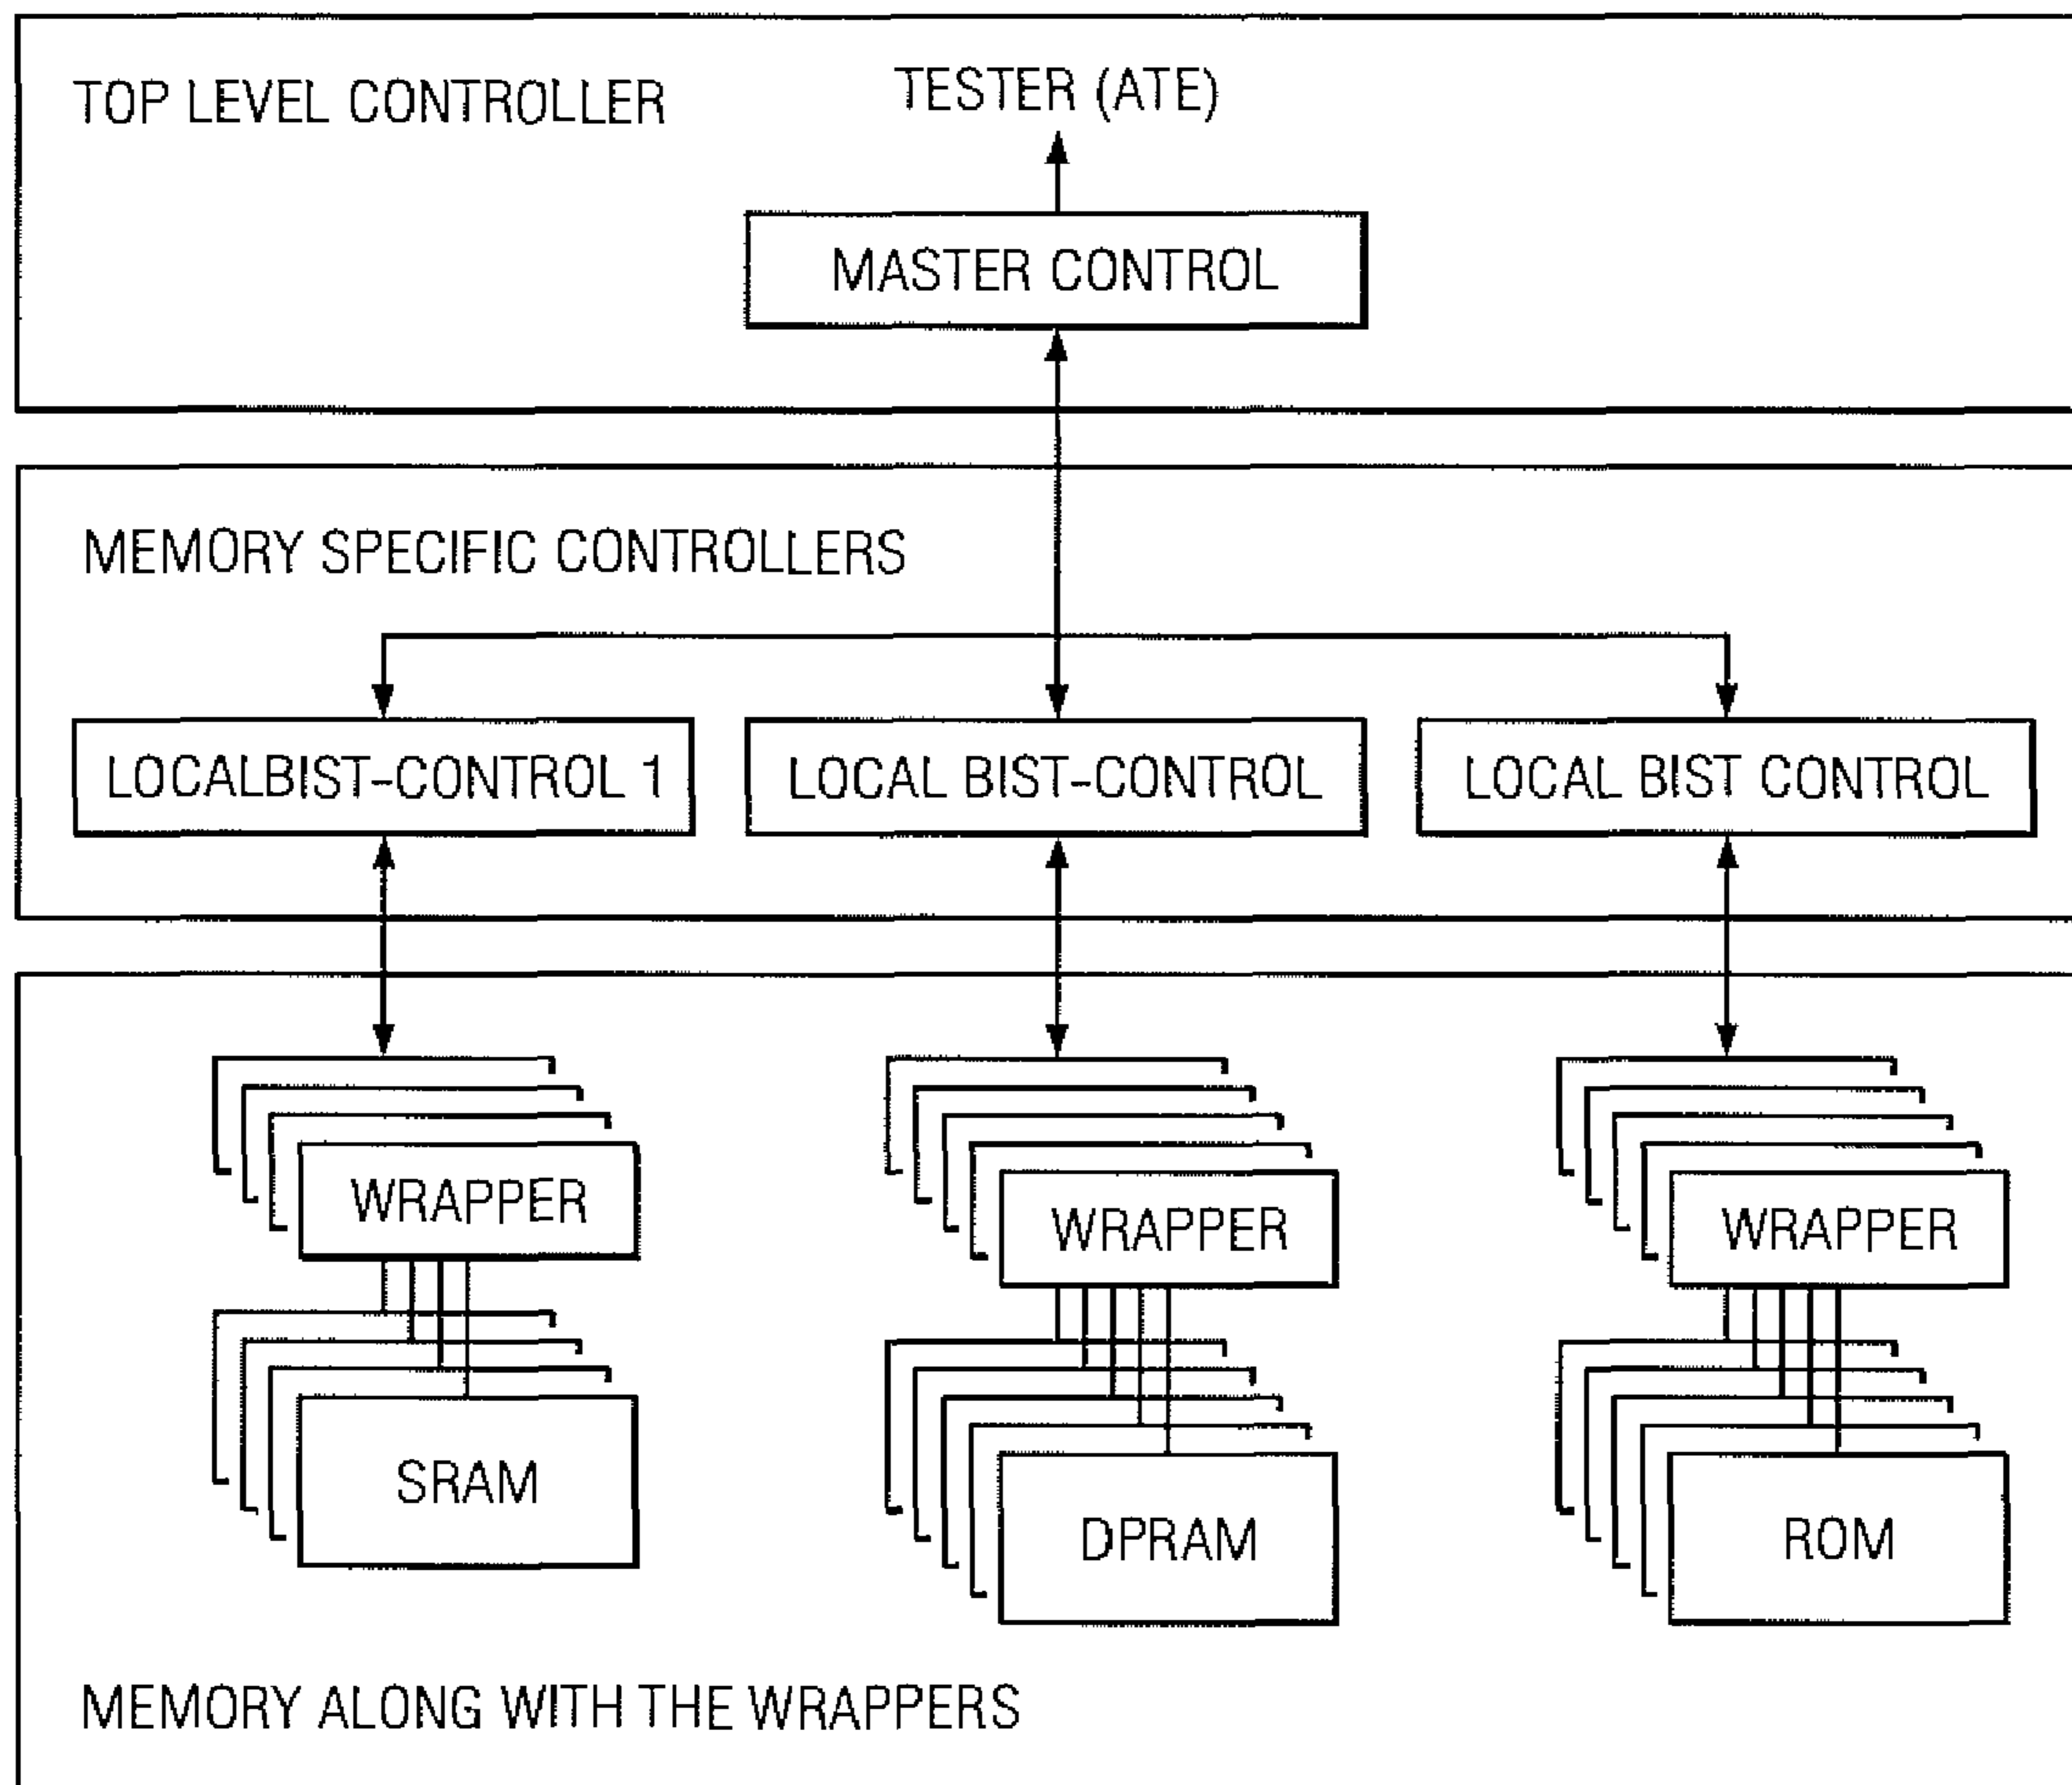 TOP LEVEL CONTROLLER
TESTER (ATE)
MASTER CONTROL
MEMORY SPECIFIC CONTROLLERS
LOCALBIST-CONTROL 1
LOCAL BIST-CONTROL
LOCAL BIST CONTROL
WRAPPER
WRAPPER
WRAPPER
SRAM
DPRAM
ROM
MEMORY ALONG WITH THE WRAPPERS